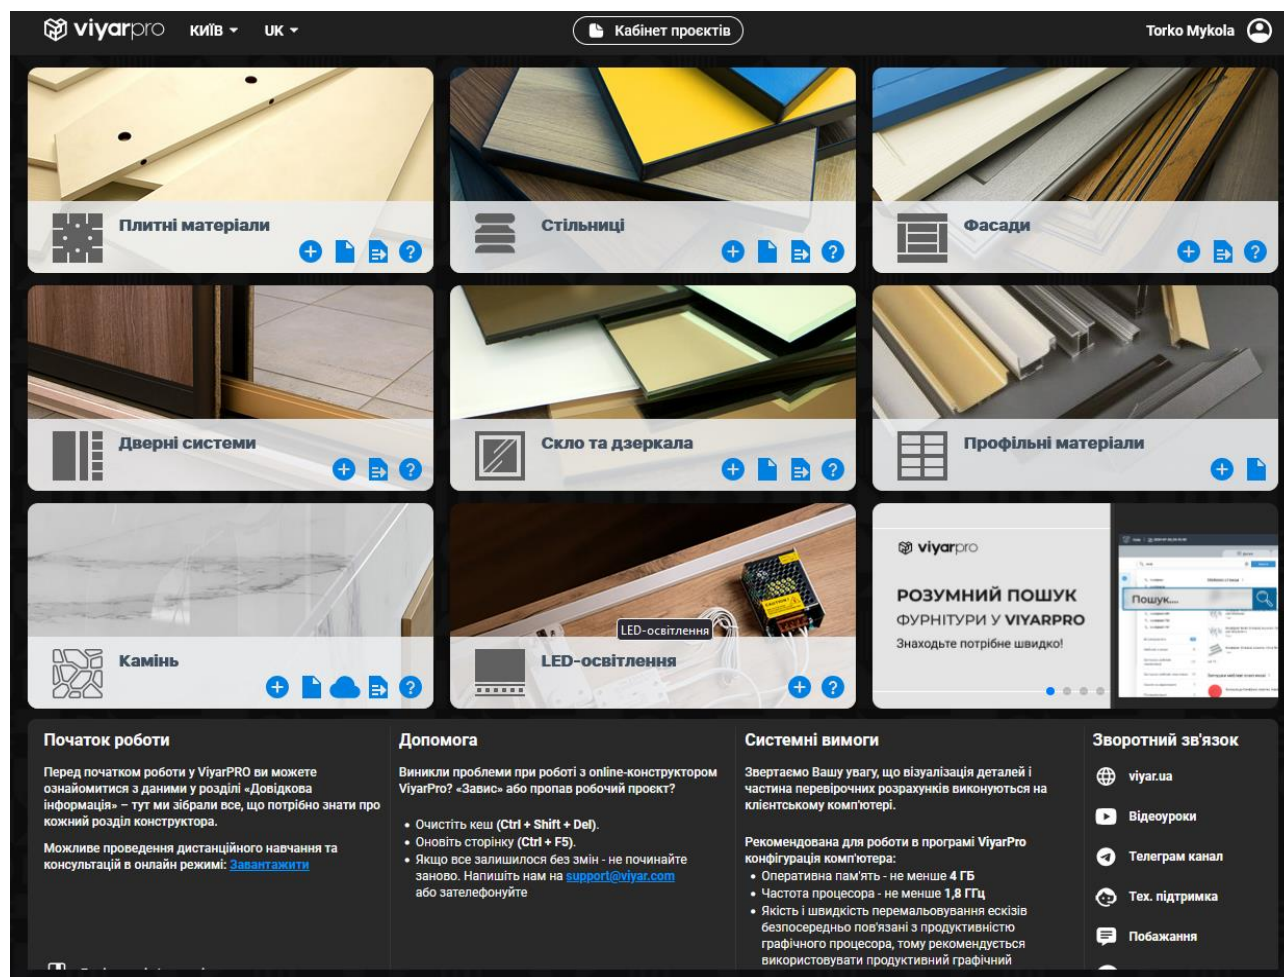 viyarpro
КИЇВ
UK
Кабінет проєктів
Torko Mykola
Плитні матеріали
Стільниці
Фасади
Дверні системи
Скло та дзеркала
Профільні матеріали
Камінь
LED-освітлення
LED-освітлення
viyarpro
РОЗУМНИЙ ПОШУК
ФУРНІТУРИ У VIYARPRO
Знаходьте потрібне швидко!
Пошук...
Початок роботи
Перед початком роботи у ViyarPRO ви можете
ознайомитися з даними у розділі «Довідкова
інформація» – тут ми зібрали все, що потрібно знати про
кожний розділ конструктора.
Можливе проведення дистанційного навчання та
консультацій в онлайн режимі: Завантажити
Допомога
Виникли проблеми при роботі з online-конструктором
ViyarPro? «Завис» або пропав робочий проєкт?
• Очистіть кеш (Ctrl + Shift + Del).
• Оновіть сторінку (Ctrl + F5).
• Якщо все залишилося без змін - не починайте
заново. Напишіть нам на support@viyar.com
або зателефонуйте
Системні вимоги
Звертаємо Вашу увагу, що візуалізація деталей і
частина перевірочних розрахунків виконуються на
клієнтському комп'ютері.
Рекомендована для роботи в програмі ViyarPro
конфігурація комп'ютера:
• Оперативна пам'ять - не менше 4 ГБ
• Частота процесора - не менше 1,8 ГГц
• Якість і швидкість перемальовування ескізів
безпосередньо пов'язані з продуктивністю
графічного процесора, тому рекомендується
використовувати продуктивний графічний
Зворотний зв'язок
viyar.ua
Відеоуроки
Телеграм канал
Тех. підтримка
Побажання